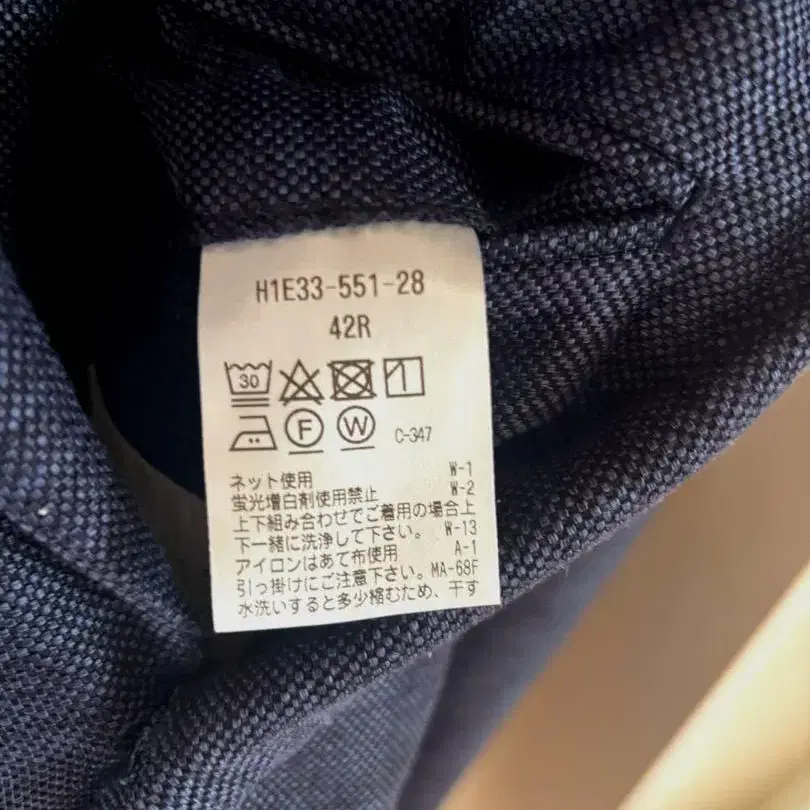 H1E33-551-28
42R
30
F W C-347
ネット使用 W-1
蛍光増白剤使用禁止 W-2
上下組み合わせでご着用の場合上
下一緒に洗浄して下さい。 W-13
アイロンはあて布使用 A-1
引っ掛けにご注意下さい。MA-68F
水洗いすると多少縮むため、干す